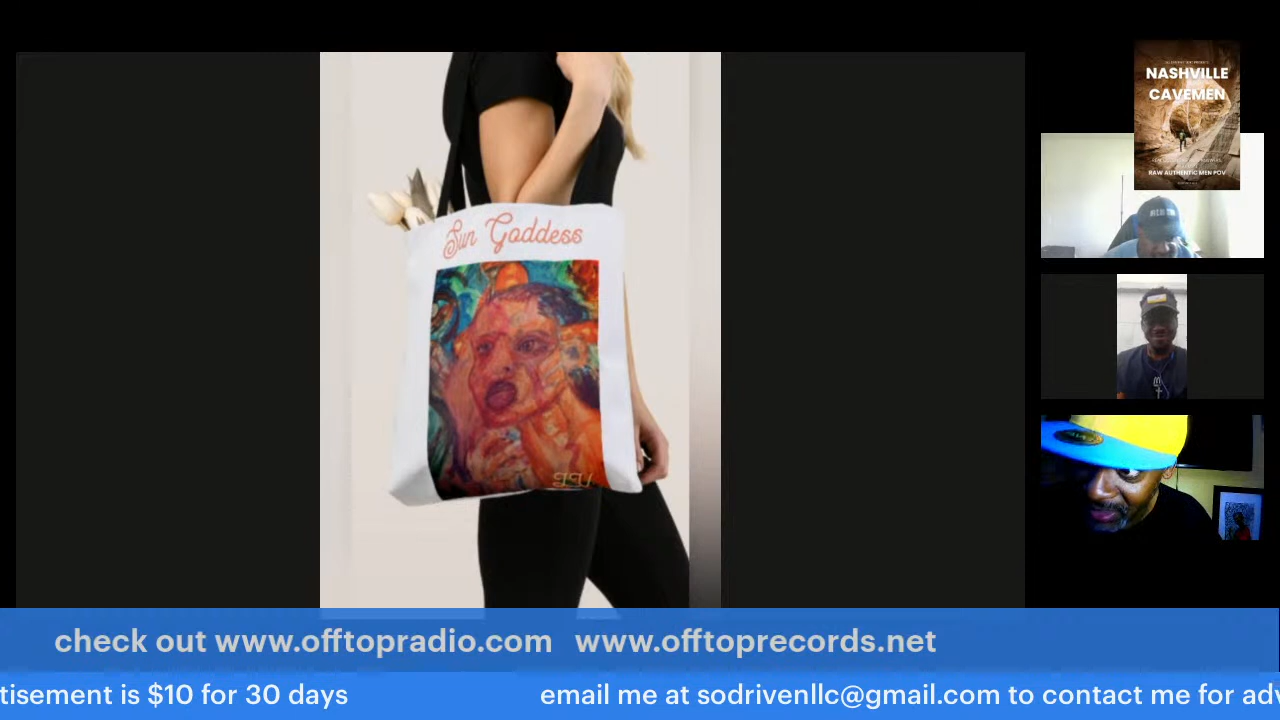 NASHVILLE
CAVEMEN
RAW AUTHENTIC MEN POV
Sun Goddess
check out www.offtopradio.com www.offtoprecords.net
tisement is $10 for 30 days email me at sodrivenllc@gmail.com to contact me for adv